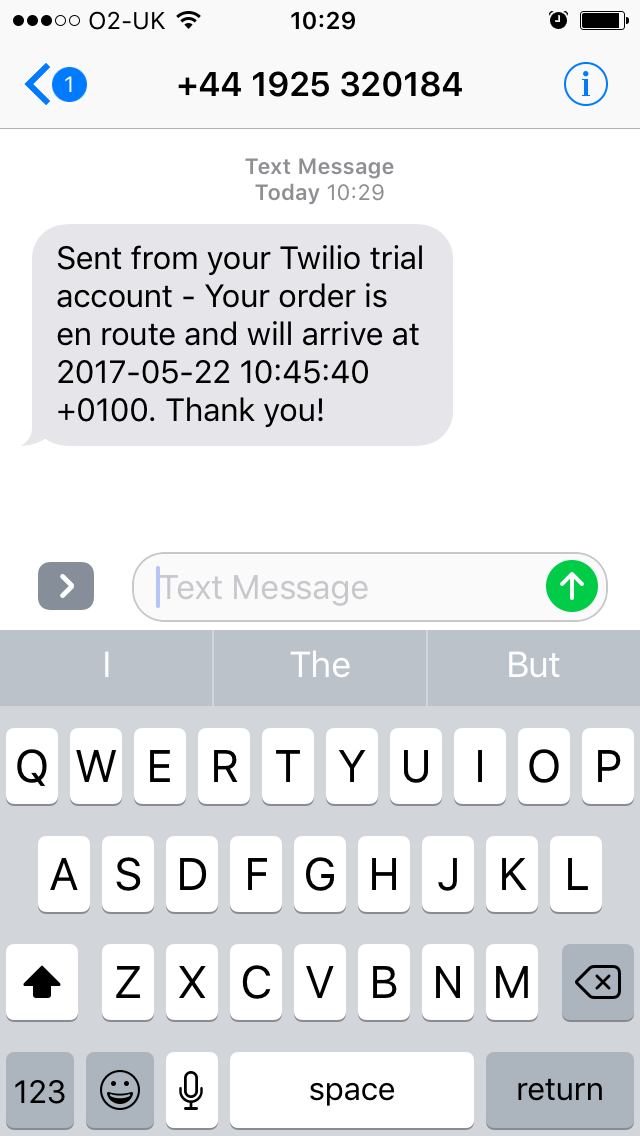 O2-UK 10:29
1 +44 1925 320184 i
Text Message
Today 10:29
Sent from your Twilio trial
account - Your order is
en route and will arrive at
2017-05-22 10:45:40
+0100. Thank you!
Text Message
I The But
Q W E R T Y U I O P
A S D F G H J K L
Z X C V B N M
123 space return